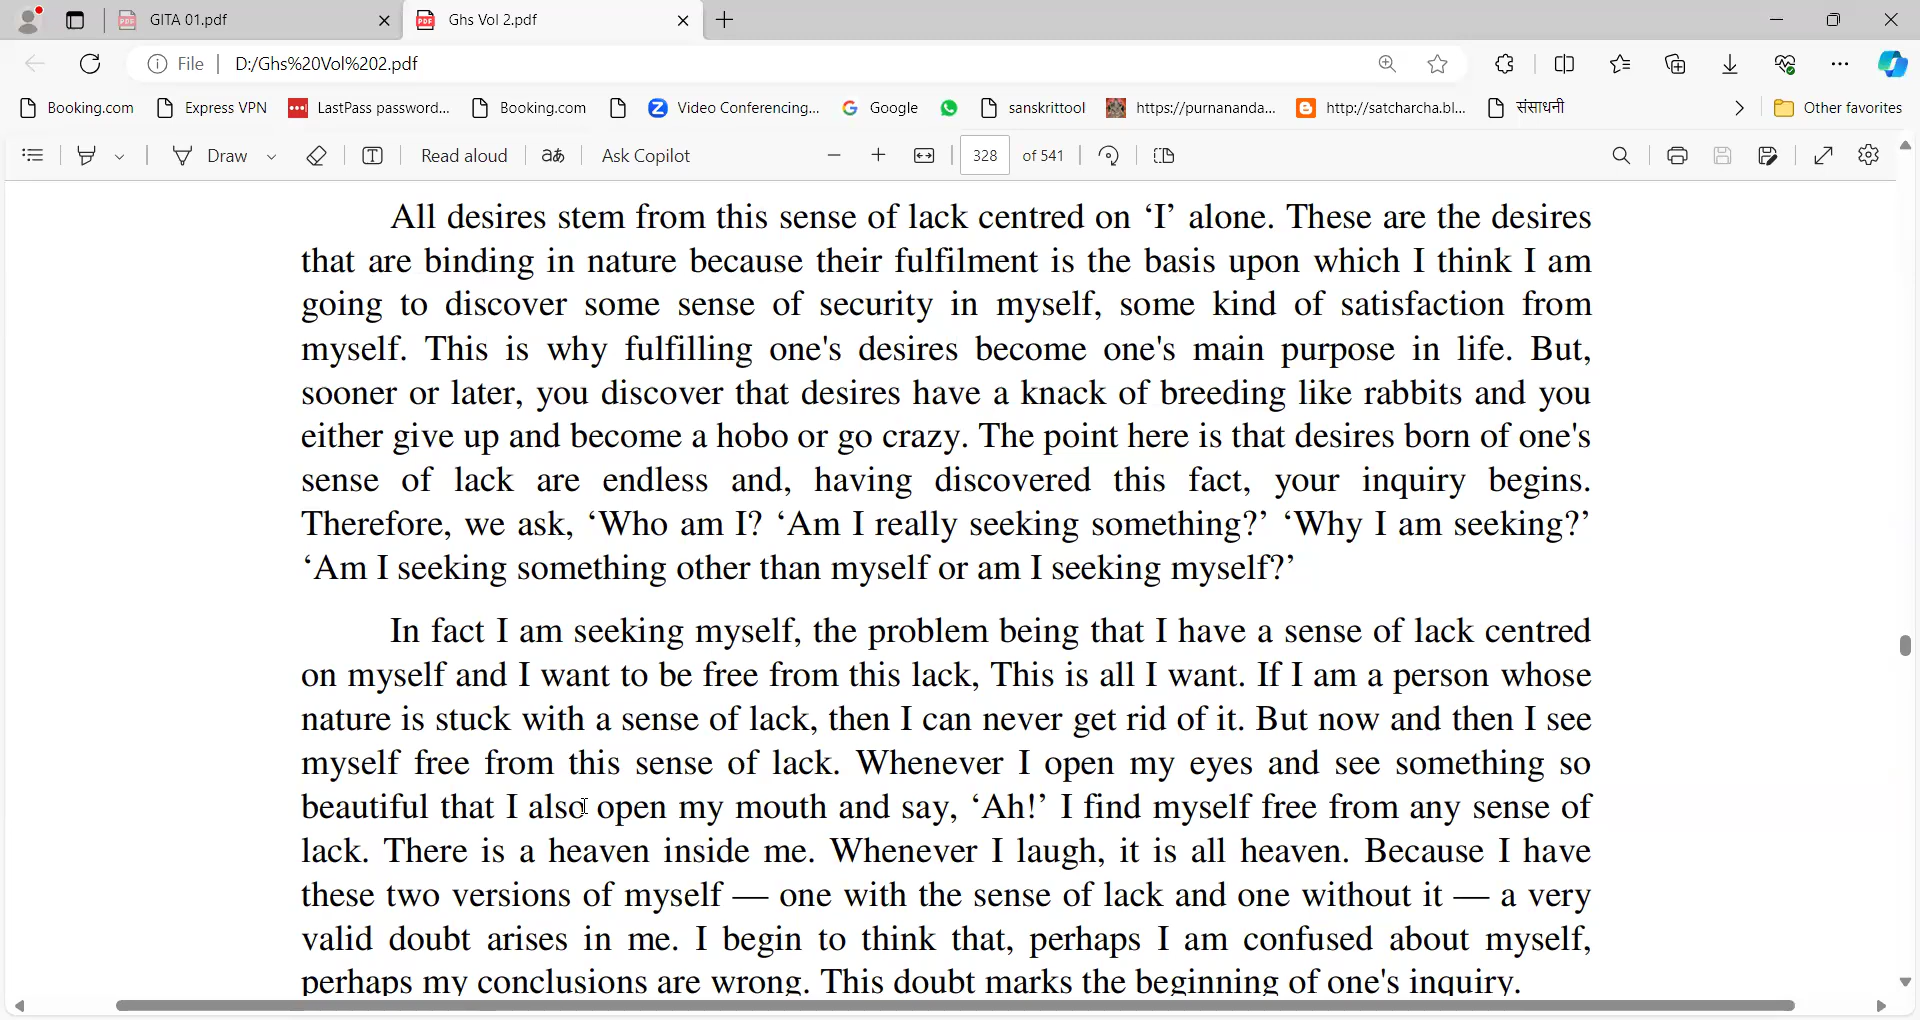 GITA 01.pdf
Ghs Vol 2.pdf
File
D:/Ghs%20Vol%202.pdf
Booking.com
Express VPN
LastPass password...
Booking.com
Video Conferencing...
Google
sanskrittool
https://purnananda...
http://satcharcha.bl...
संसाधनी
Other favorites
Draw
Read aloud
Ask Copilot
328 of 541
All desires stem from this sense of lack centred on ‘I’ alone. These are the desires
that are binding in nature because their fulfilment is the basis upon which I think I am
going to discover some sense of security in myself, some kind of satisfaction from
myself. This is why fulfilling one's desires become one's main purpose in life. But,
sooner or later, you discover that desires have a knack of breeding like rabbits and you
either give up and become a hobo or go crazy. The point here is that desires born of one's
sense of lack are endless and, having discovered this fact, your inquiry begins.
Therefore, we ask, ‘Who am I? ‘Am I really seeking something?’ ‘Why I am seeking?’
‘Am I seeking something other than myself or am I seeking myself?’
In fact I am seeking myself, the problem being that I have a sense of lack centred
on myself and I want to be free from this lack, This is all I want. If I am a person whose
nature is stuck with a sense of lack, then I can never get rid of it. But now and then I see
myself free from this sense of lack. Whenever I open my eyes and see something so
beautiful that I also open my mouth and say, ‘Ah!’ I find myself free from any sense of
lack. There is a heaven inside me. Whenever I laugh, it is all heaven. Because I have
these two versions of myself — one with the sense of lack and one without it — a very
valid doubt arises in me. I begin to think that, perhaps I am confused about myself,
perhaps my conclusions are wrong. This doubt marks the beginning of one's inquiry.